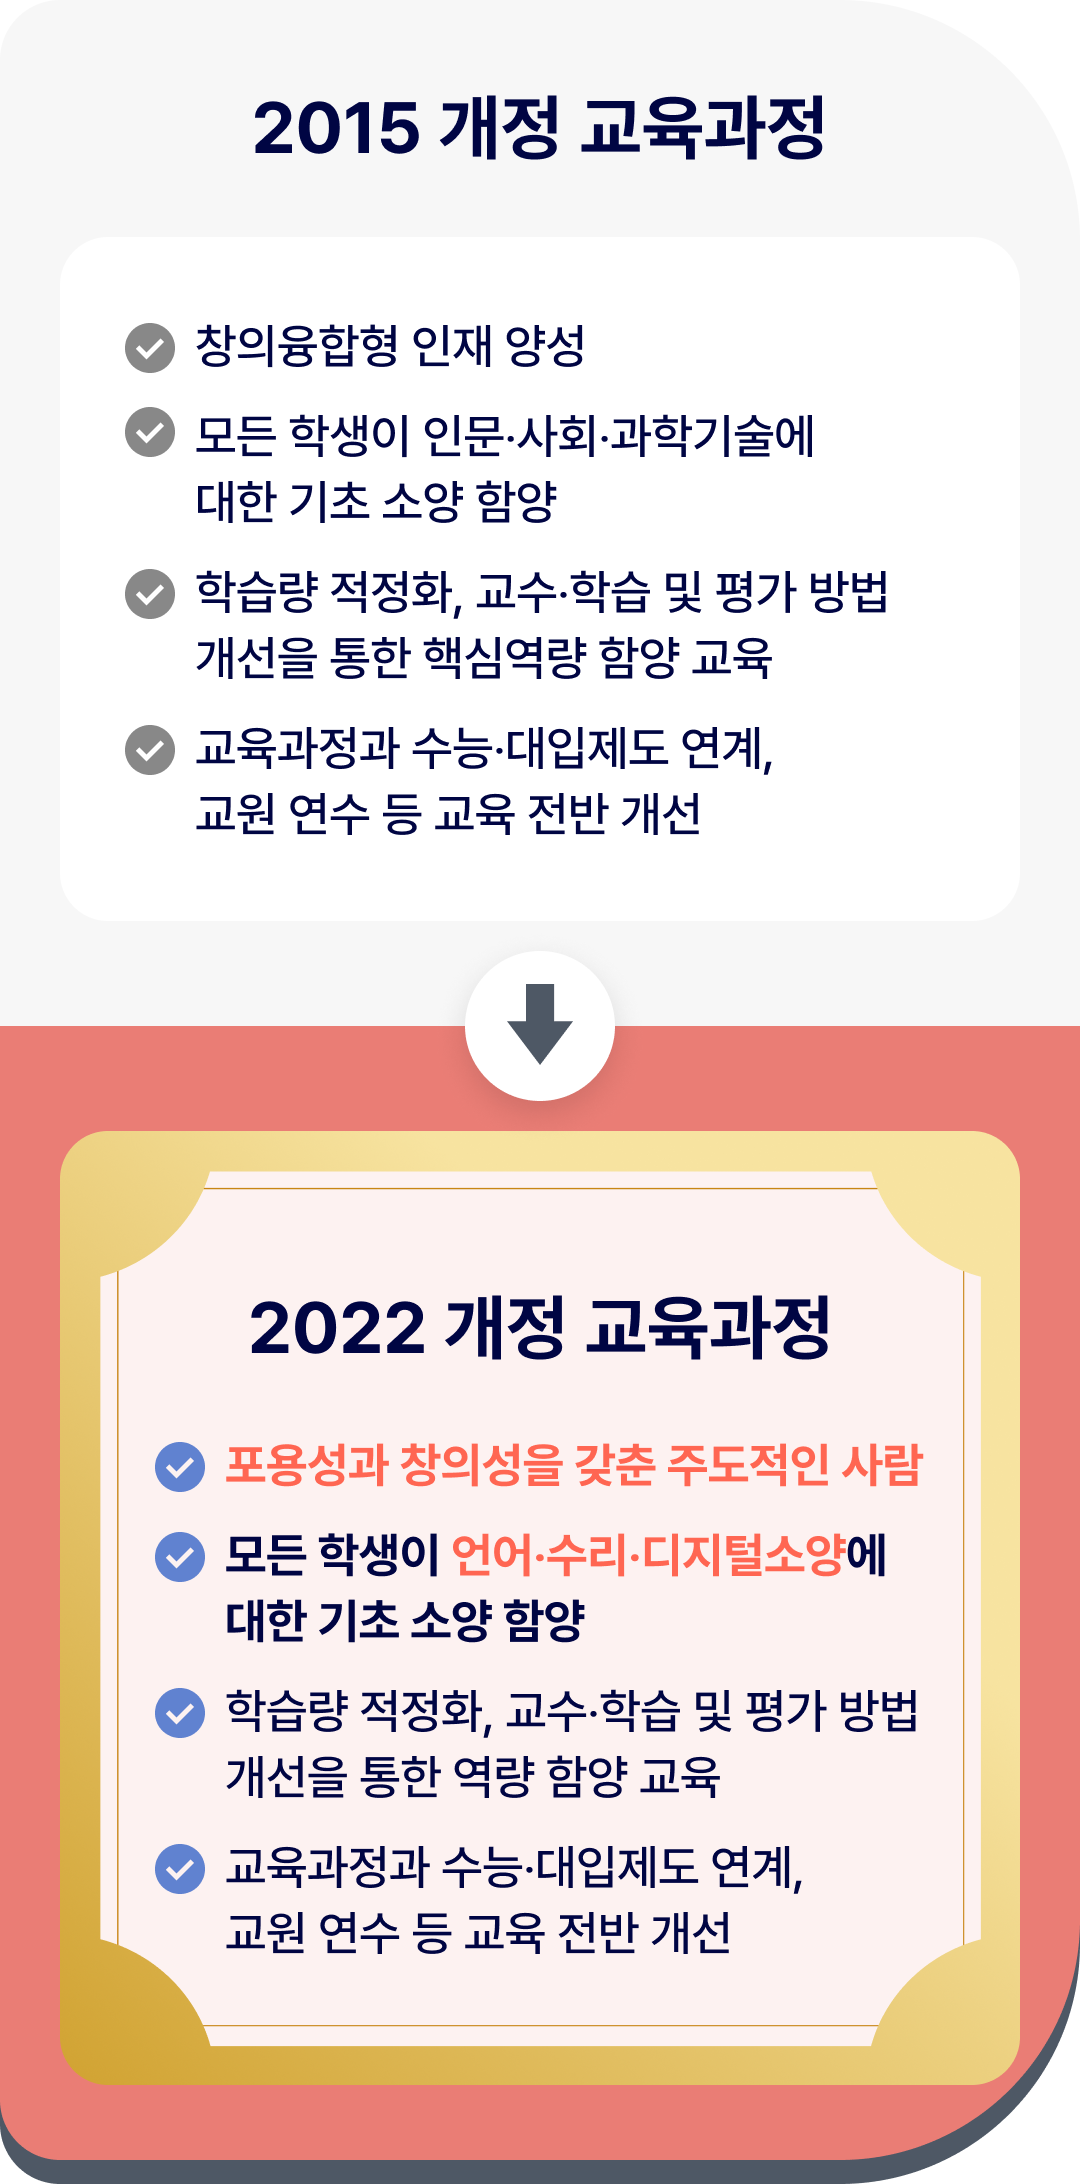 2015 개정 교육과정
창의융합형 인재 양성
모든 학생이 인문·사회·과학기술에
대한 기초 소양 함양
학습량 적정화, 교수·학습 및 평가 방법
개선을 통한 핵심역량 함양 교육
교육과정과 수능·대입제도 연계,
교원 연수 등 교육 전반 개선
2022 개정 교육과정
포용성과 창의성을 갖춘 주도적인 사람
모든 학생이 언어·수리·디지털소양에
대한 기초 소양 함양
학습량 적정화, 교수·학습 및 평가 방법
개선을 통한 역량 함양 교육
교육과정과 수능·대입제도 연계,
교원 연수 등 교육 전반 개선